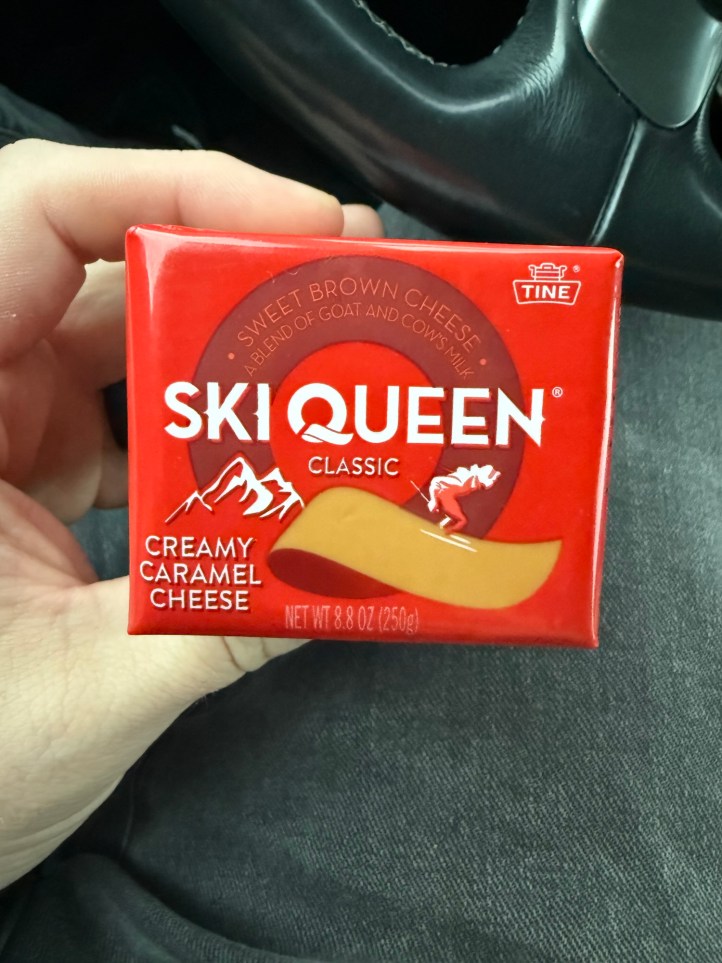 TINE®
• SWEET BROWN CHEESE •
A BLEND OF GOAT AND COW'S MILK
SKI QUEEN®
CLASSIC
CREAMY
CARAMEL
CHEESE
NET WT 8.8 OZ (250g)